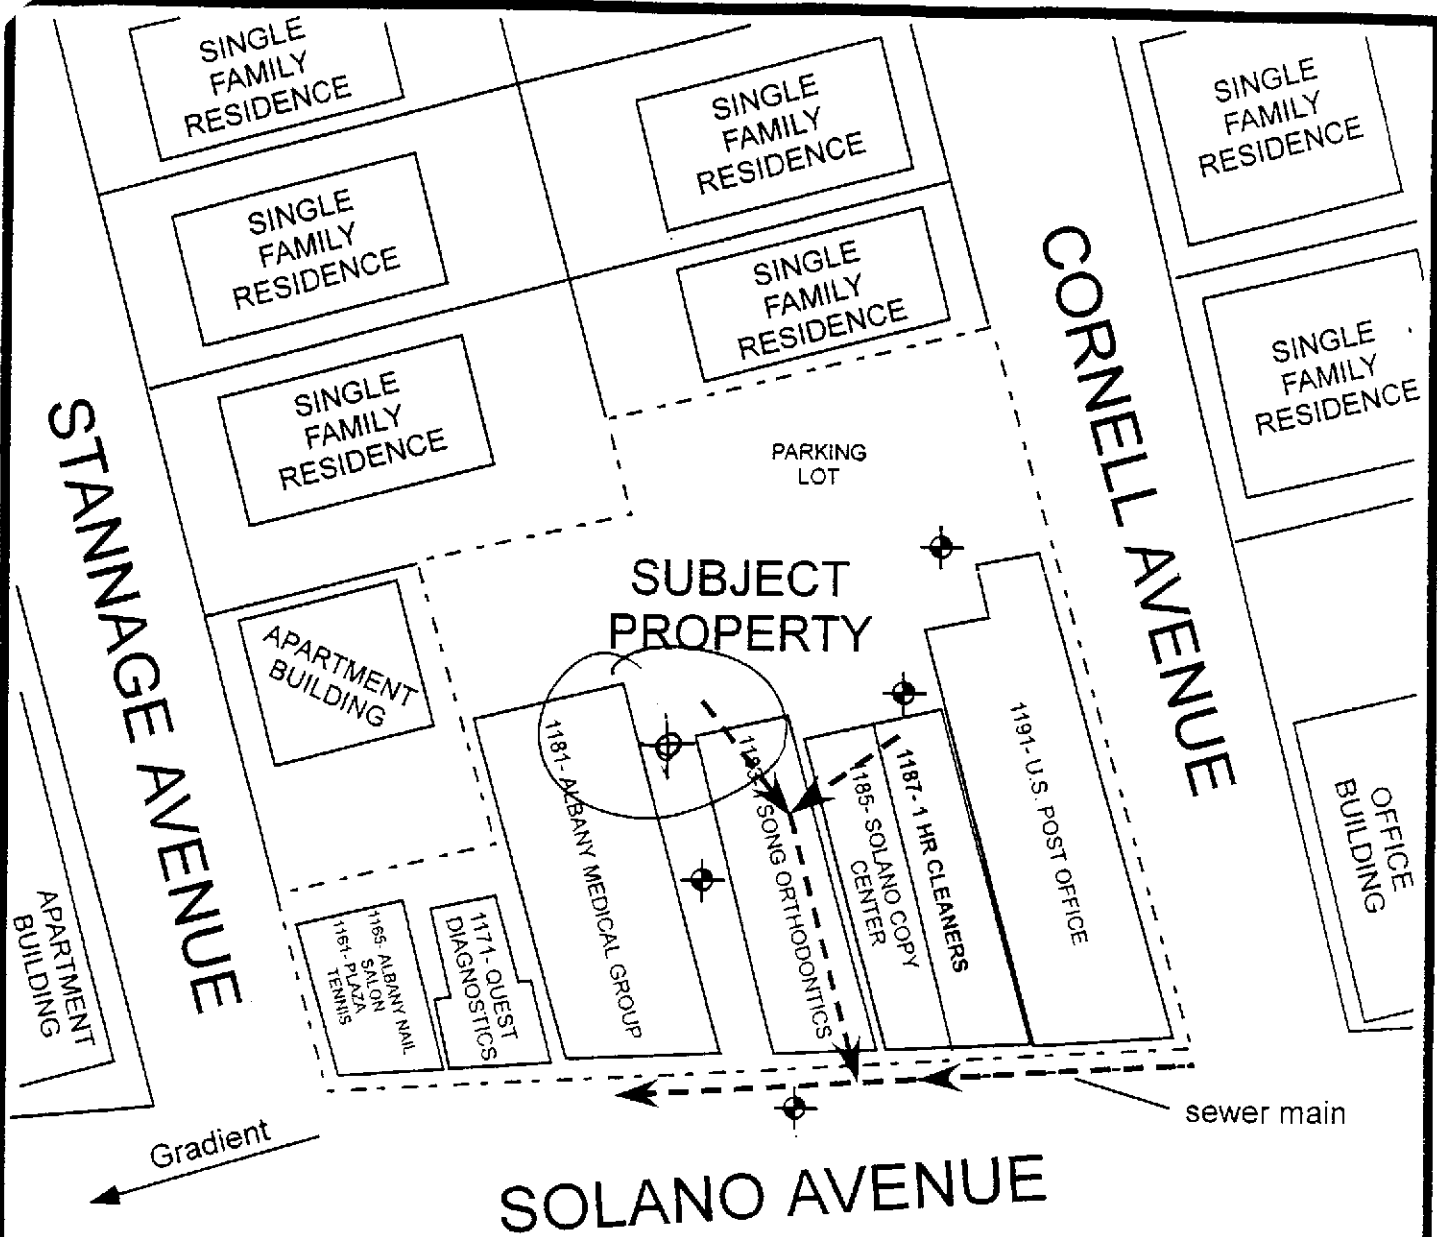 SINGLE
FAMILY
RESIDENCE
SINGLE
FAMILY
RESIDENCE
SINGLE
FAMILY
RESIDENCE
SINGLE
FAMILY
RESIDENCE
SINGLE
FAMILY
RESIDENCE
SINGLE
FAMILY
RESIDENCE
SINGLE
FAMILY
RESIDENCE
CORNELL AVENUE
STANNAGE AVENUE
PARKING
LOT
SUBJECT
PROPERTY
APARTMENT
BUILDING
APARTMENT
BUILDING
1165- ALBANY NAIL
SALON
1161- PLAZA
TENNIS
1171- QUEST
DIAGNOSTICS
1181- ALBANY MEDICAL GROUP
SONG ORTHODONTICS
1185- SOLANO COPY
CENTER
1187- 1 HR CLEANERS
1191- U.S. POST OFFICE
OFFICE
BUILDING
sewer main
Gradient
SOLANO AVENUE